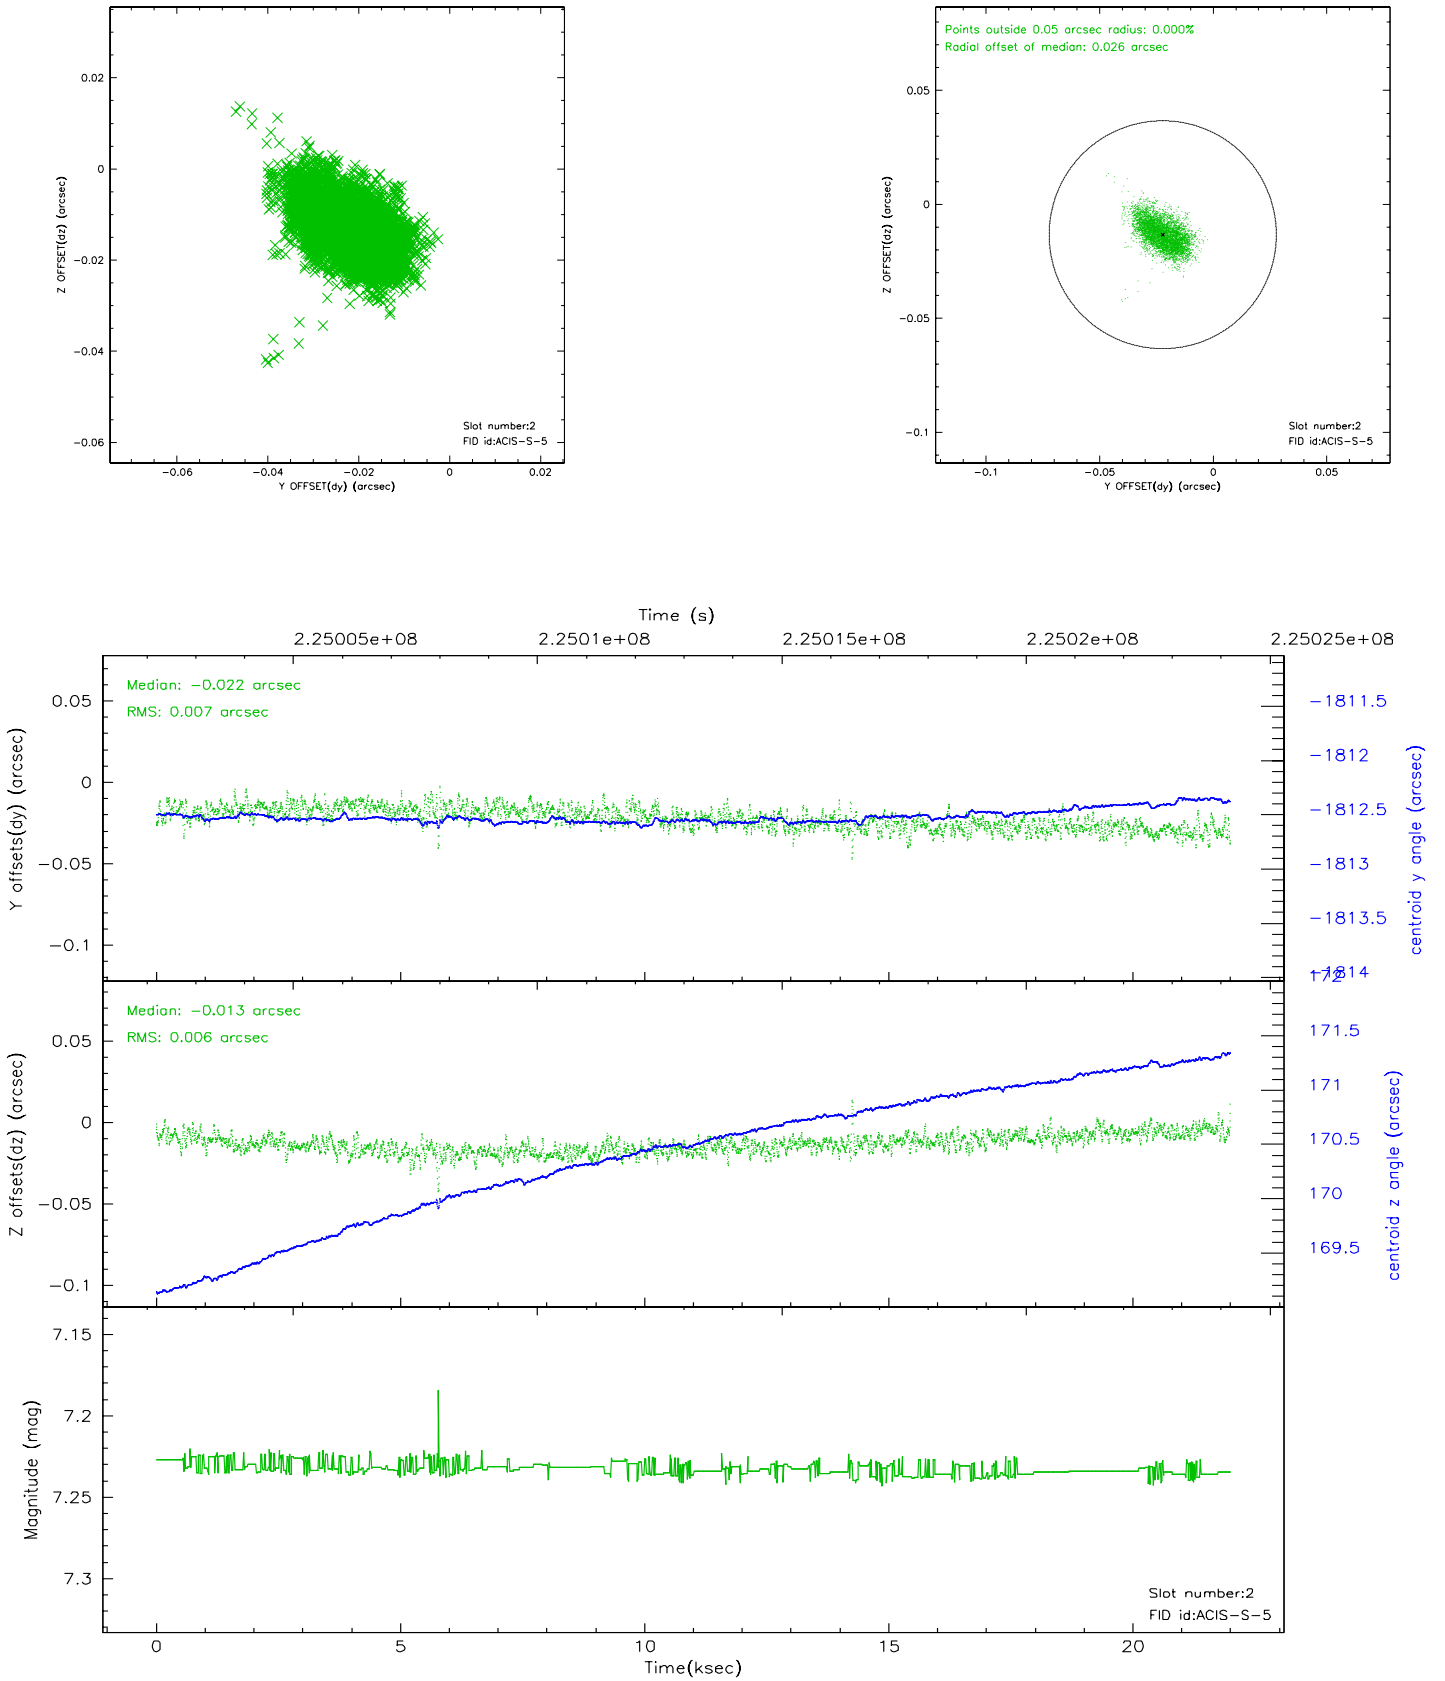 0.02
0
-0.02
-0.04
-0.06
Z OFFSET(dz) (arcsec)
Slot number:2
FID id:ACIS-S-5
-0.06 -0.04 -0.02 0 0.02
Y OFFSET(dy) (arcsec)
Points outside 0.05 arcsec radius: 0.000%
Radial offset of median: 0.026 arcsec
0.05
0
-0.05
-0.1
Z OFFSET(dz) (arcsec)
Slot number:2
FID id:ACIS-S-5
-0.1 -0.05 0 0.05
Y OFFSET(dy) (arcsec)
Time (s)
2.25005e+08 2.2501e+08 2.25015e+08 2.2502e+08 2.25025e+08
Median: -0.022 arcsec
RMS: 0.007 arcsec
0.05
0
-0.05
-0.1
Y offsets(dy) (arcsec)
-1811.5
-1812
-1812.5
-1813
-1813.5
-1814
centroid y angle (arcsec)
Median: -0.013 arcsec
RMS: 0.006 arcsec
0.05
0
-0.05
-0.1
Z offsets(dz) (arcsec)
172
171.5
171
170.5
170
169.5
centroid z angle (arcsec)
7.15
7.2
7.25
7.3
Magnitude (mag)
Slot number:2
FID id:ACIS-S-5
0 5 10 15 20
Time(ksec)